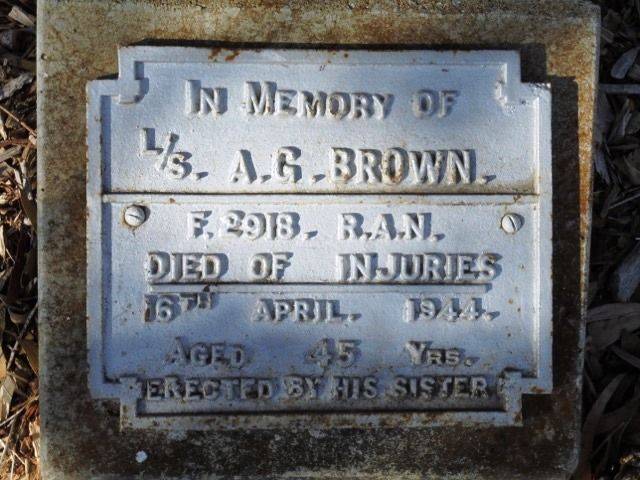 IN MEMORY OF
L/S. A.G. BROWN.
F. 2918. R.A.N.
DIED OF INJURIES
16TH APRIL. 1944.
AGED 45 YRS.
ERECTED BY HIS SISTER